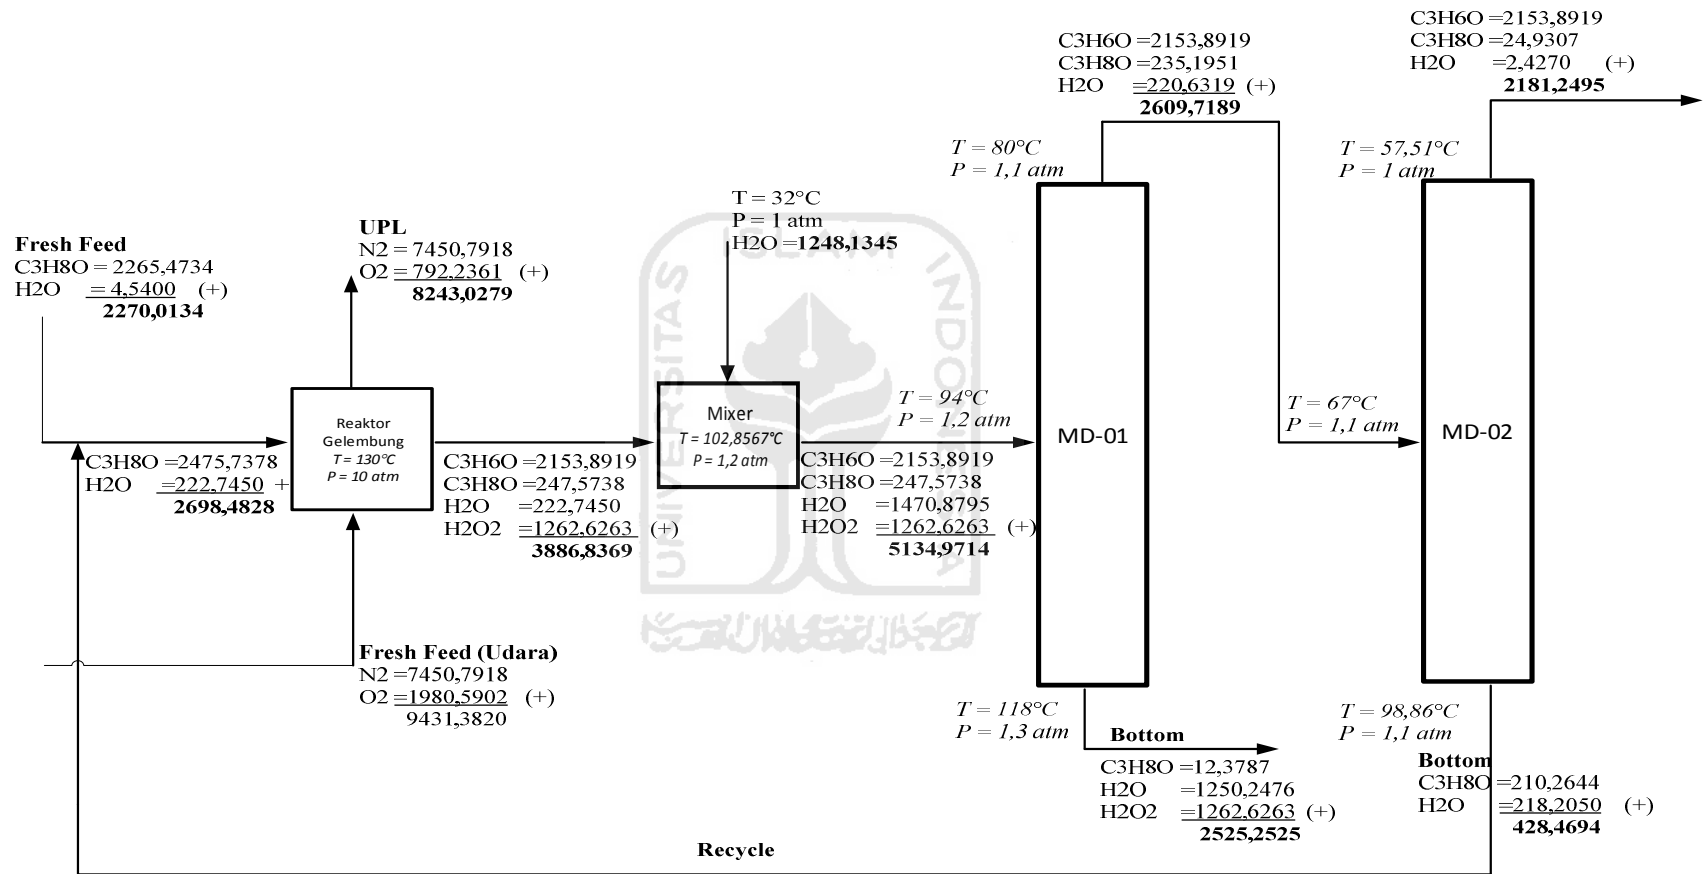 Fresh Feed
C3H8O = 2265,4734
H2O = 4,5400 (+)
2270,0134
UPL
N2 = 7450,7918
O2 = 792,2361 (+)
8243,0279
T = 32°C
P = 1 atm
H2O =1248,1345
C3H6O =2153,8919
C3H8O =235,1951
H2O =220,6319 (+)
2609,7189
C3H6O =2153,8919
C3H8O =24,9307
H2O =2,4270 (+)
2181,2495
T = 80°C
P = 1,1 atm
T = 57,51°C
P = 1 atm
Reaktor
Gelembung
T = 130°C
P = 10 atm
Mixer
T = 102,8567°C
P = 1,2 atm
T = 94°C
P = 1,2 atm
MD-01
T = 67°C
P = 1,1 atm
MD-02
C3H8O =2475,7378
H2O =222,7450 +
2698,4828
C3H6O =2153,8919
C3H8O =247,5738
H2O =222,7450
H2O2 =1262,6263 (+)
3886,8369
C3H6O =2153,8919
C3H8O =247,5738
H2O =1470,8795
H2O2 =1262,6263 (+)
5134,9714
Fresh Feed (Udara)
N2 =7450,7918
O2 =1980,5902 (+)
9431,3820
T = 118°C
P = 1,3 atm
Bottom
C3H8O =12,3787
H2O =1250,2476
H2O2 =1262,6263 (+)
2525,2525
T = 98,86°C
P = 1,1 atm
Bottom
C3H8O =210,2644
H2O =218,2050 (+)
428,4694
Recycle
UNIVERSITAS
ISLAM
INDONESIA